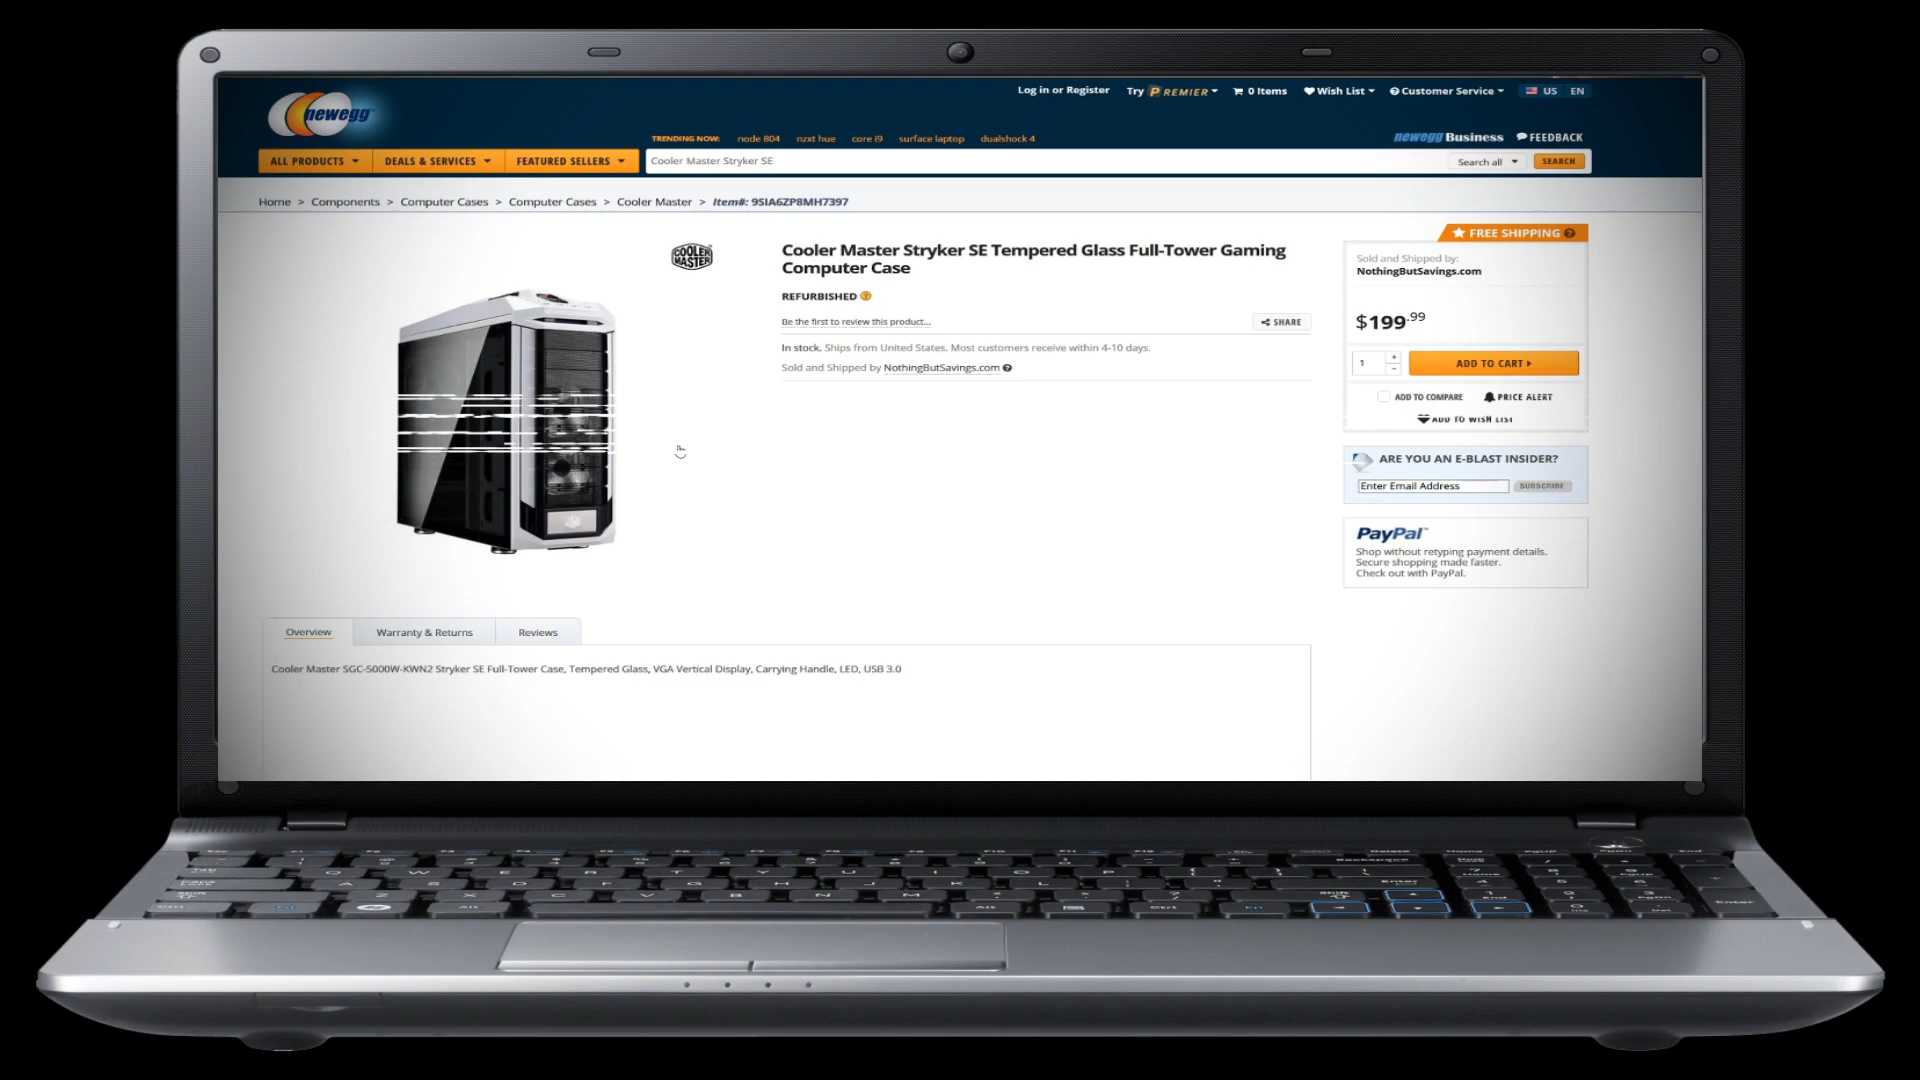 Log in or Register
Try PREMIER
0 Items
Wish List
Customer Service
US
EN
newegg
TRENDING NOW:
node 804
nzxt hue
core i9
surface laptop
dualshock 4
newegg Business
FEEDBACK
ALL PRODUCTS
DEALS & SERVICES
FEATURED SELLERS
Cooler Master Stryker SE
Search all
SEARCH
Home > Components > Computer Cases > Computer Cases > Cooler Master > Item#: 9SIA6ZP8MH7397
COOLER
MASTER
Cooler Master Stryker SE Tempered Glass Full-Tower Gaming
Computer Case
REFURBISHED
Be the first to review this product...
SHARE
In stock. Ships from United States. Most customers receive within 4-10 days.
Sold and Shipped by NothingButSavings.com
FREE SHIPPING
Sold and Shipped by:
NothingButSavings.com
$199.99
1
ADD TO CART
ADD TO COMPARE
PRICE ALERT
ADD TO WISH LIST
ARE YOU AN E-BLAST INSIDER?
Enter Email Address
SUBSCRIBE
PayPal™
Shop without retyping payment details.
Secure shopping made faster.
Check out with PayPal.
Overview
Warranty & Returns
Reviews
Cooler Master SGC-5000W-KWN2 Stryker SE Full-Tower Case, Tempered Glass, VGA Vertical Display, Carrying Handle, LED, USB 3.0